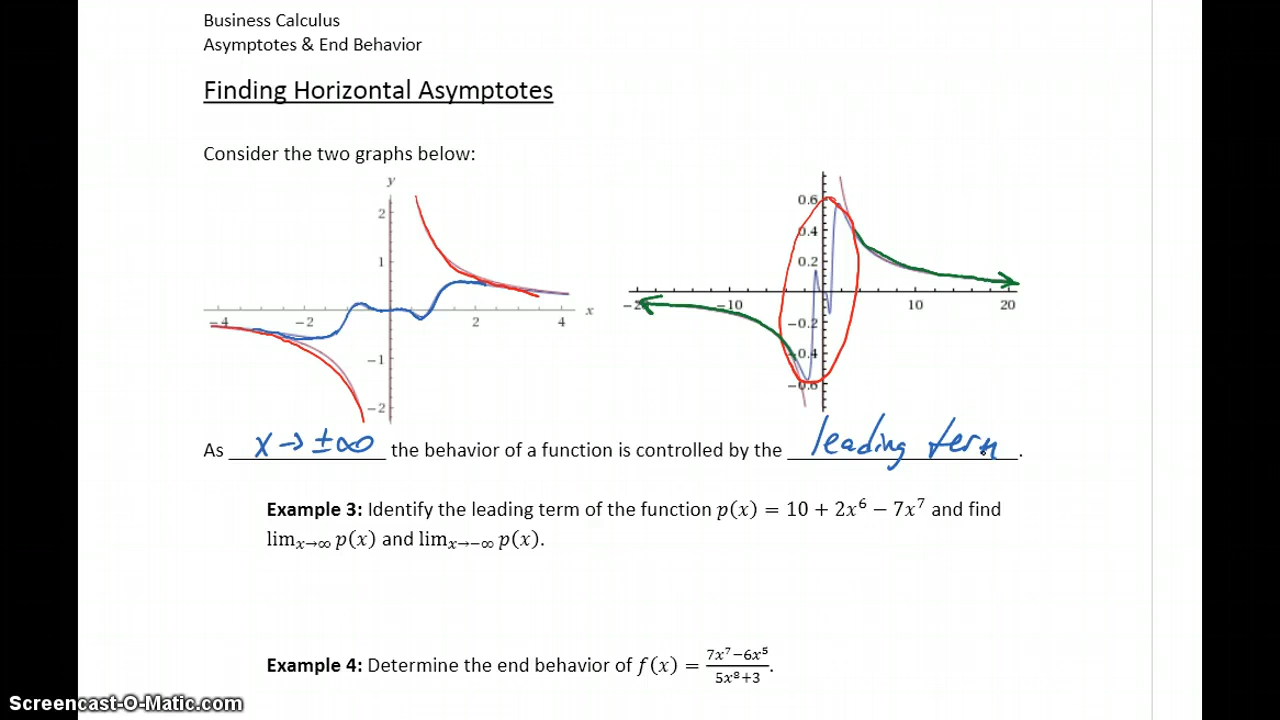 Business Calculus
Asymptotes & End Behavior
Finding Horizontal Asymptotes
Consider the two graphs below:
y
2
1
−4 −2 2 4 x
−1
−2
0.6
0.4
0.2
−10 10 20
−0.2
−0.4
−0.6
As x→±∞ the behavior of a function is controlled by the leading term.
Example 3: Identify the leading term of the function p(x) = 10 + 2x⁶ − 7x⁷ and find
limₓ→∞ p(x) and limₓ→−∞ p(x).
Example 4: Determine the end behavior of f(x) = (7x⁷−6x⁵)/(5x⁸+3).
Screencast-O-Matic.com